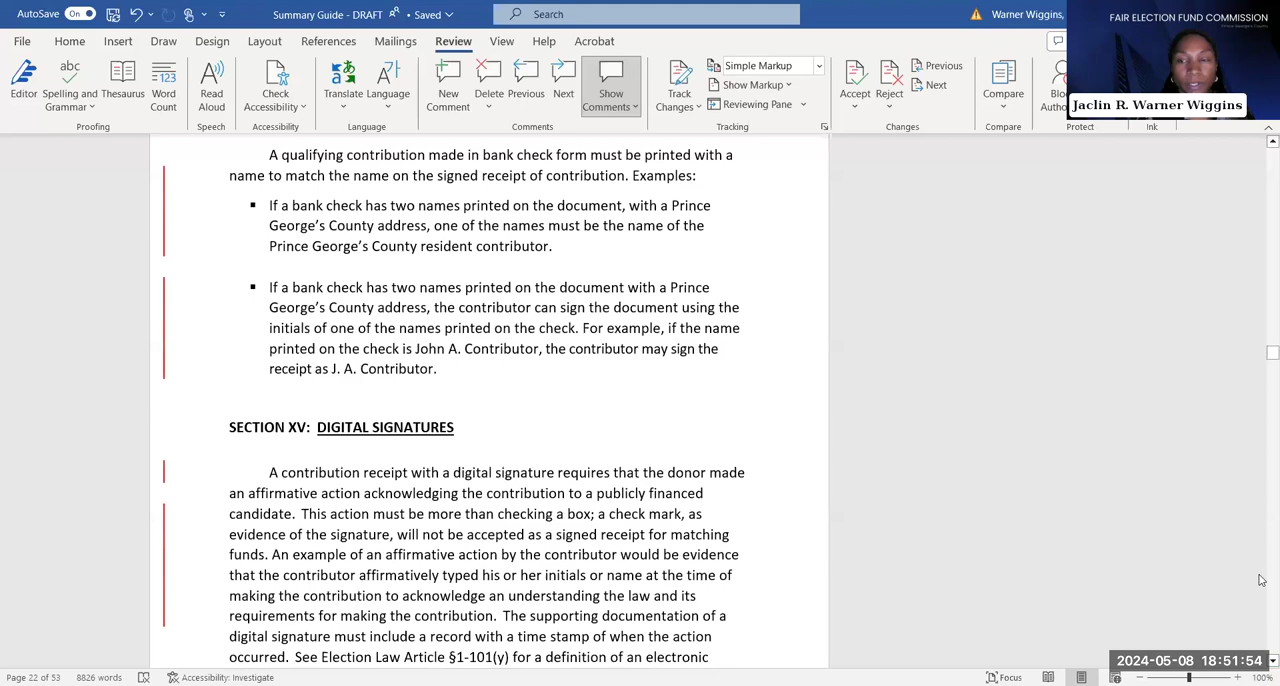 AutoSave On Summary Guide - DRAFT • Saved Search Warner Wiggins,
FAIR ELECTION FUND COMMISSION
File Home Insert Draw Design Layout References Mailings Review View Help Acrobat
Jaclin R. Warner Wiggins
Editor Spelling and Grammar Thesaurus Word Count Read Aloud Check Accessibility Translate Language New Comment Delete Previous Next Show Comments Track Changes Simple Markup Show Markup Reviewing Pane Accept Reject Previous Next Compare
Proofing Speech Accessibility Language Comments Tracking Changes Compare Protect Ink
A qualifying contribution made in bank check form must be printed with a
name to match the name on the signed receipt of contribution. Examples:
▪ If a bank check has two names printed on the document, with a Prince
George’s County address, one of the names must be the name of the
Prince George’s County resident contributor.
▪ If a bank check has two names printed on the document with a Prince
George’s County address, the contributor can sign the document using the
initials of one of the names printed on the check. For example, if the name
printed on the check is John A. Contributor, the contributor may sign the
receipt as J. A. Contributor.
SECTION XV: DIGITAL SIGNATURES
A contribution receipt with a digital signature requires that the donor made
an affirmative action acknowledging the contribution to a publicly financed
candidate. This action must be more than checking a box; a check mark, as
evidence of the signature, will not be accepted as a signed receipt for matching
funds. An example of an affirmative action by the contributor would be evidence
that the contributor affirmatively typed his or her initials or name at the time of
making the contribution to acknowledge an understanding the law and its
requirements for making the contribution. The supporting documentation of a
digital signature must include a record with a time stamp of when the action
occurred. See Election Law Article §1-101(y) for a definition of an electronic
2024-05-08 18:51:54
Page 22 of 53 8826 words Accessibility: Investigate Focus 100%